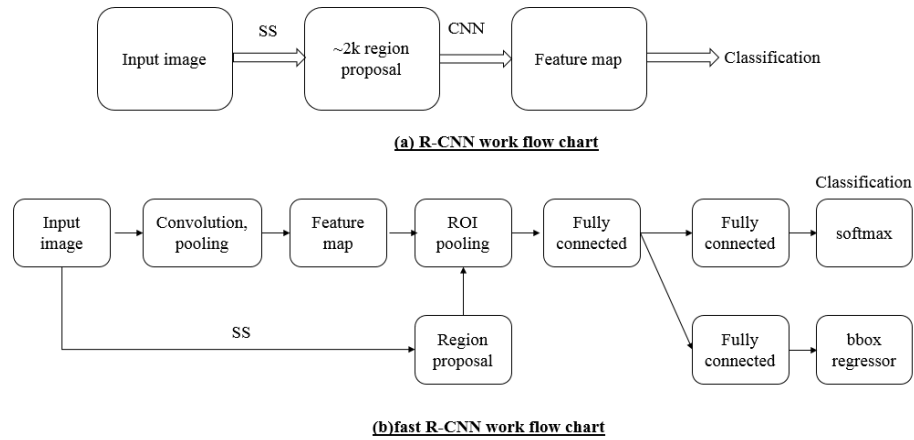 SS
CNN
Input image
~2k region
proposal
Feature map
Classification
(a) R-CNN work flow chart
Classification
Input
image
Convolution,
pooling
Feature
map
ROI
pooling
Fully
connected
Fully
connected
softmax
SS
Region
proposal
Fully
connected
bbox
regressor
(b)fast R-CNN work flow chart